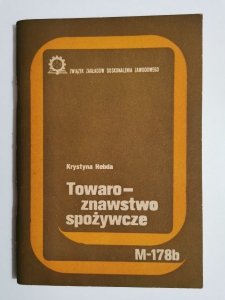 ZWIĄZEK ZAKŁADÓW DOSKONALENIA ZAWODOWEGO
Krystyna Hebda
Towaro-
znawstwo
spożywcze
M-178b